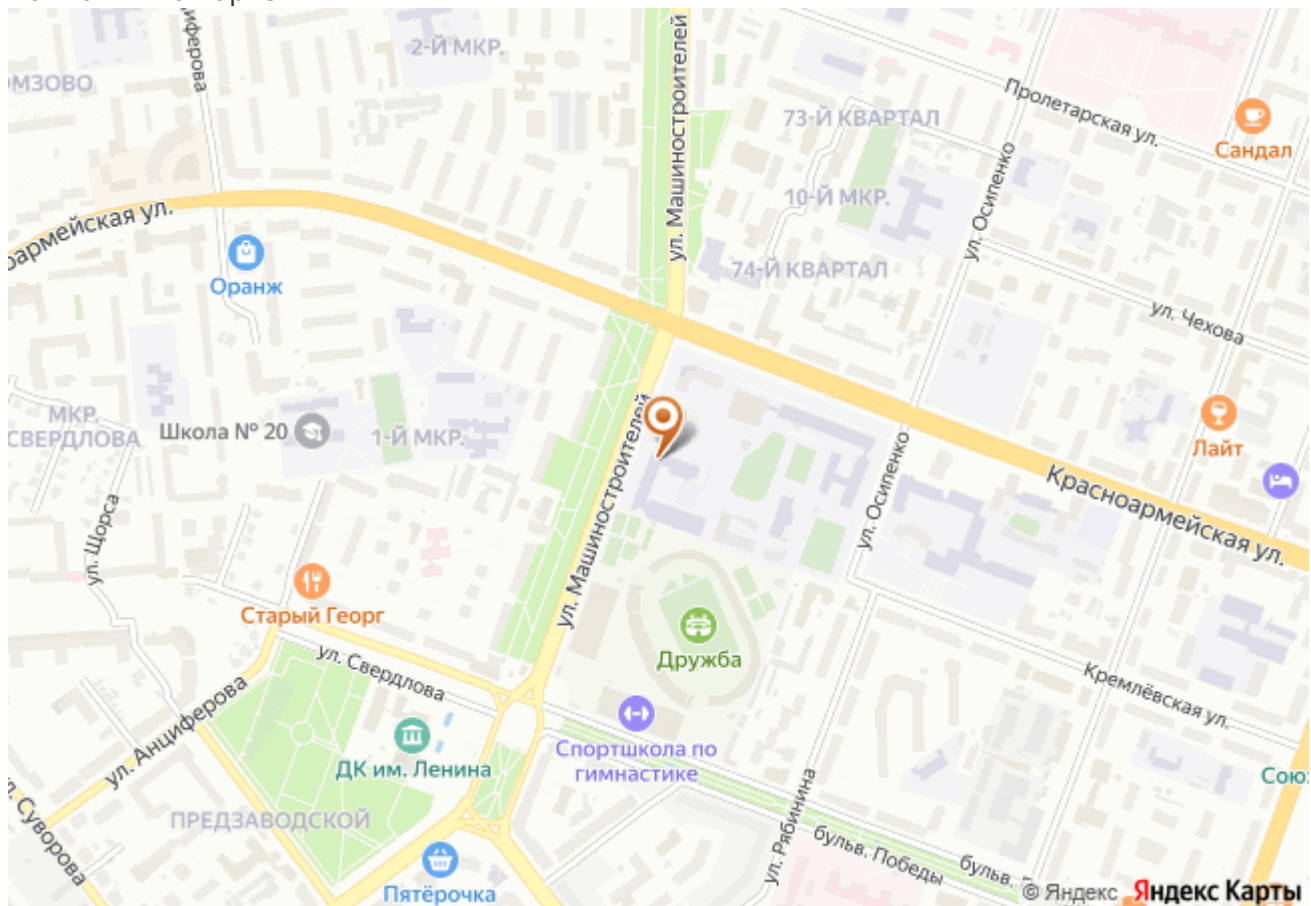 циферова
2-Й МКР.
ОМЗОВО
ул. Машиностроителей
73-Й КВАРТАЛ
Пролетарская ул.
Сандал
10-Й МКР.
ул. Осипенко
74-Й КВАРТАЛ
оармейская ул.
Оранж
ул. Чехова
МКР.
СВЕРДЛОВА
Школа № 20
1-Й МКР.
Лайт
ул. Машиностроителей
ул. Осипенко
Красноармейская ул.
ул. Щорса
Старый Георг
ул. Свердлова
Дружба
Кремлёвская ул.
ул. Анциферова
ДК им. Ленина
Спортшкола по
гимнастике
Союз
ул. Суворова
ПРЕДЗАВОДСКОЙ
ул. Рябинина
бульв. Победы
бульв.
Пятёрочка
© Яндекс Яндекс Карты